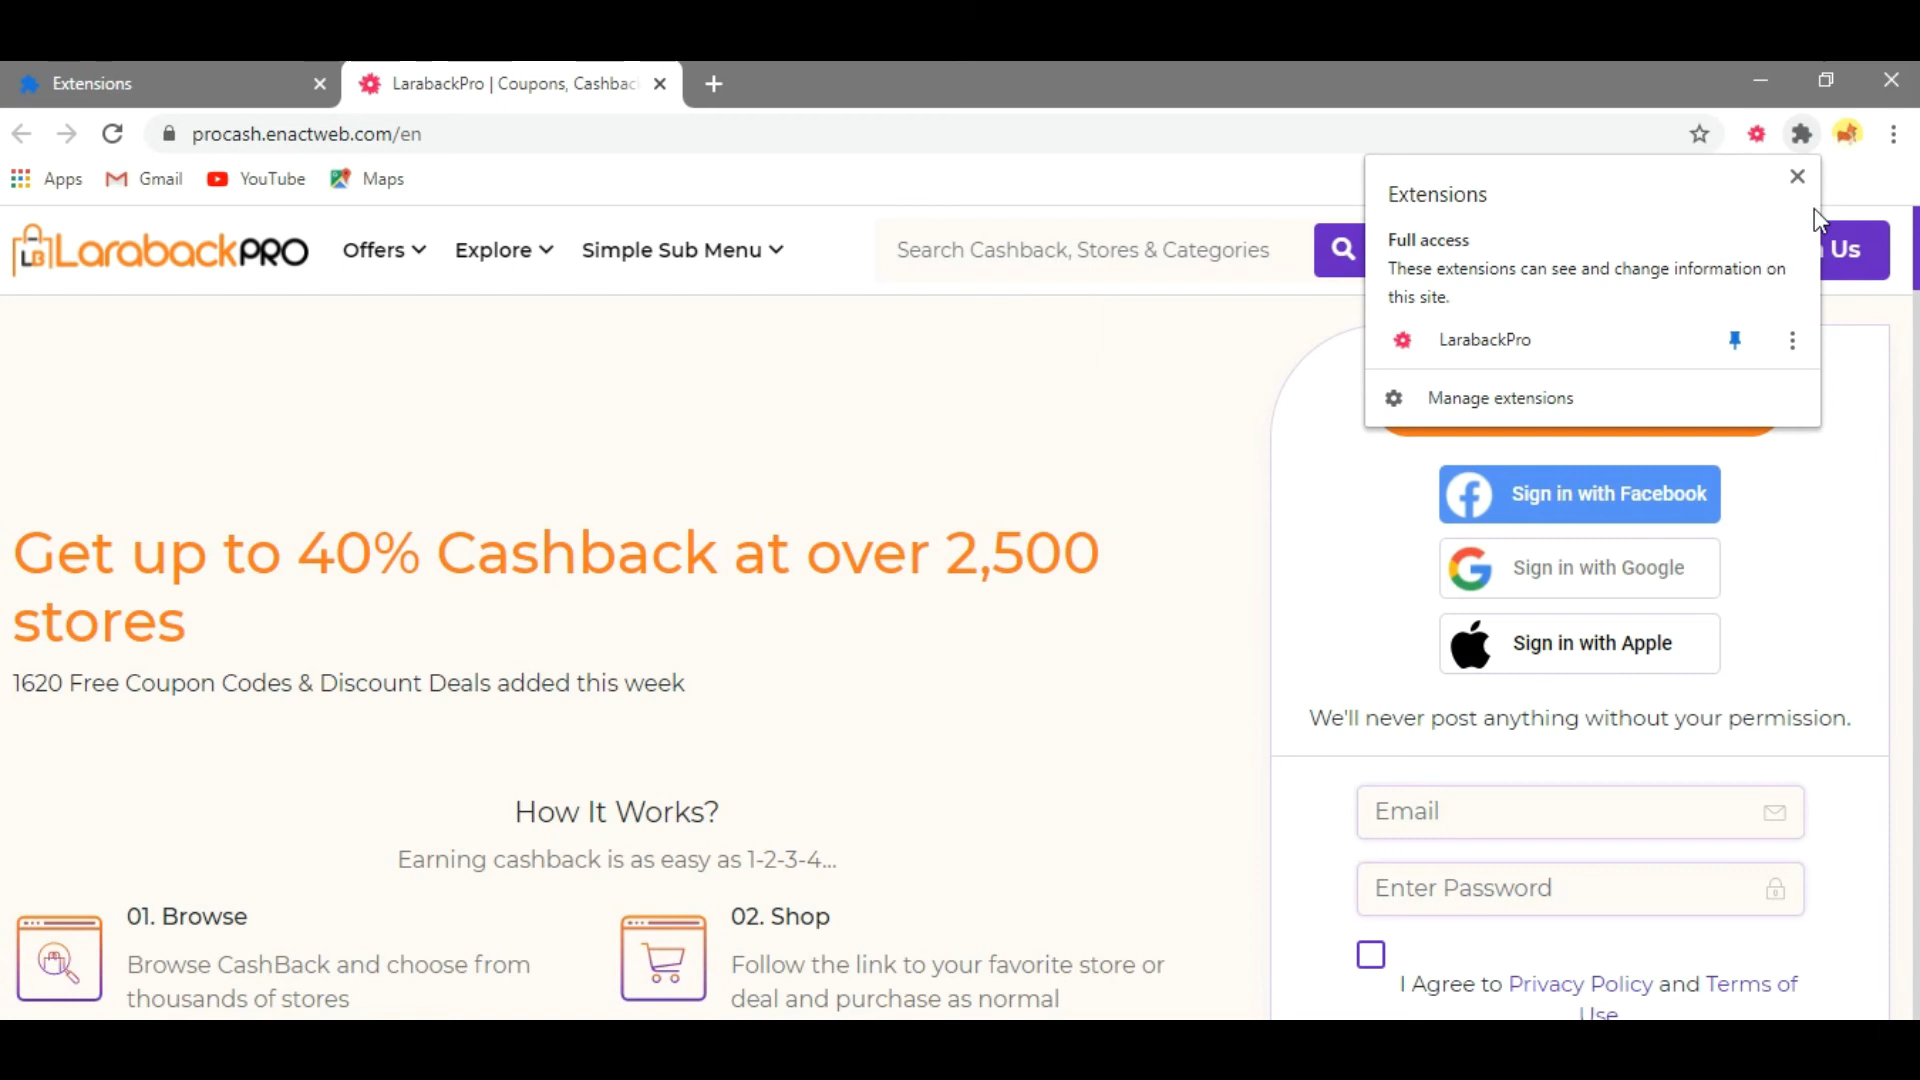 Extensions
LarabackPro | Coupons, Cashbac
procash.enactweb.com/en
Apps
Gmail
YouTube
Maps
LB LarabackPRO
Offers
Explore
Simple Sub Menu
Search Cashback, Stores & Categories
Us
Extensions
Full access
These extensions can see and change information on
this site.
LarabackPro
Manage extensions
Get up to 40% Cashback at over 2,500
stores
1620 Free Coupon Codes & Discount Deals added this week
How It Works?
Earning cashback is as easy as 1-2-3-4...
01. Browse
Browse CashBack and choose from
thousands of stores
02. Shop
Follow the link to your favorite store or
deal and purchase as normal
Sign in with Facebook
Sign in with Google
Sign in with Apple
We'll never post anything without your permission.
Email
Enter Password
I Agree to Privacy Policy and Terms of
Use